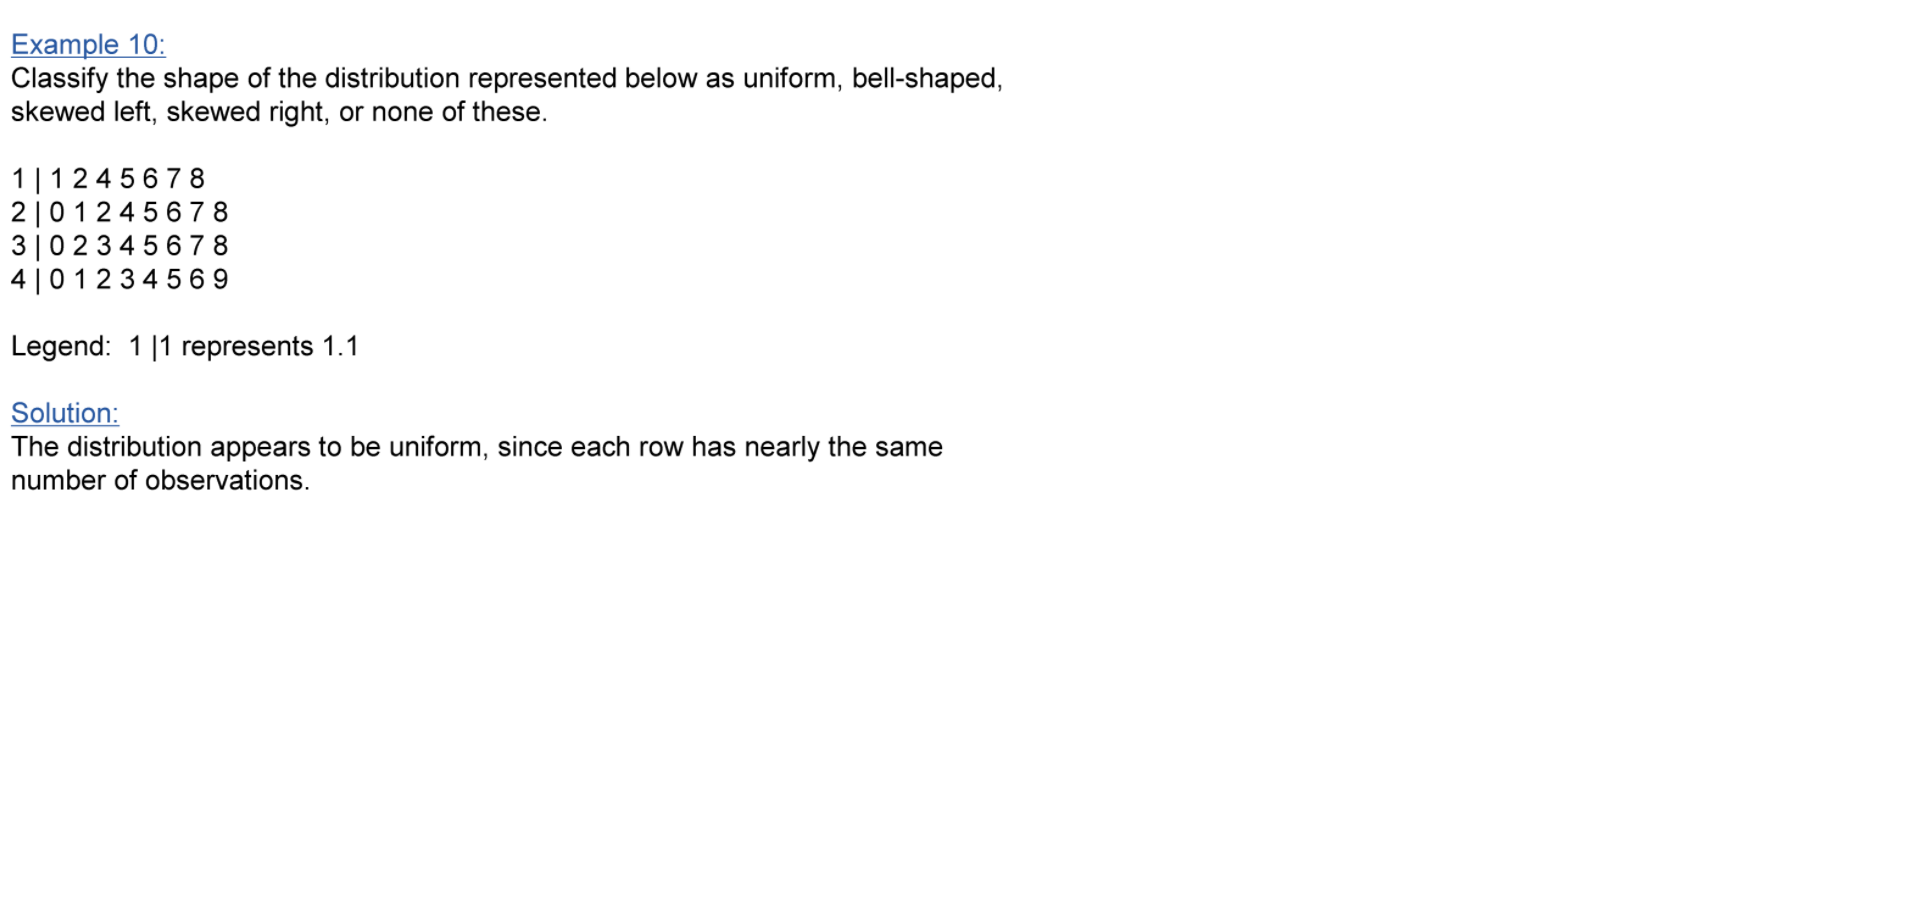 Example 10:
Classify the shape of the distribution represented below as uniform, bell-shaped,
skewed left, skewed right, or none of these.
1 | 1 2 4 5 6 7 8
2 | 0 1 2 4 5 6 7 8
3 | 0 2 3 4 5 6 7 8
4 | 0 1 2 3 4 5 6 9
Legend:  1 |1 represents 1.1
Solution:
The distribution appears to be uniform, since each row has nearly the same
number of observations.